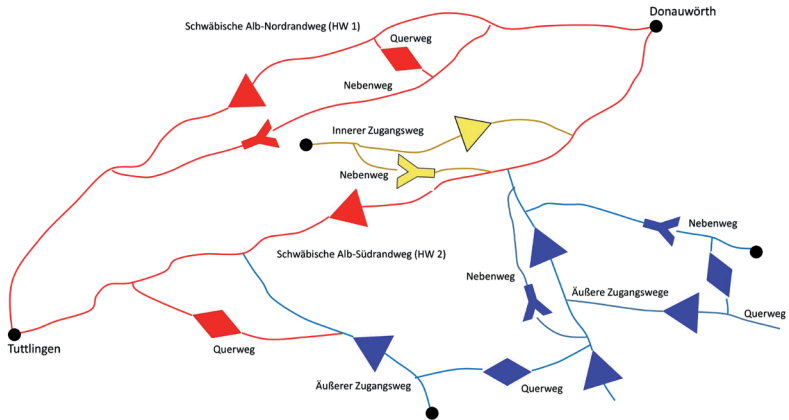 Donauwörth
Schwäbische Alb-Nordrandweg (HW 1)
Querweg
Nebenweg
Innerer Zugangsweg
Nebenweg
Nebenweg
Schwäbische Alb-Südrandweg (HW 2)
Nebenweg
Äußere Zugangswege
Querweg
Tuttlingen
Querweg
Äußerer Zugangsweg
Querweg